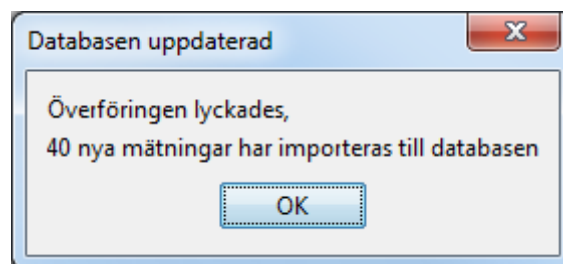 Databasen uppdaterad
Överföringen lyckades,
40 nya mätningar har importeras till databasen
OK